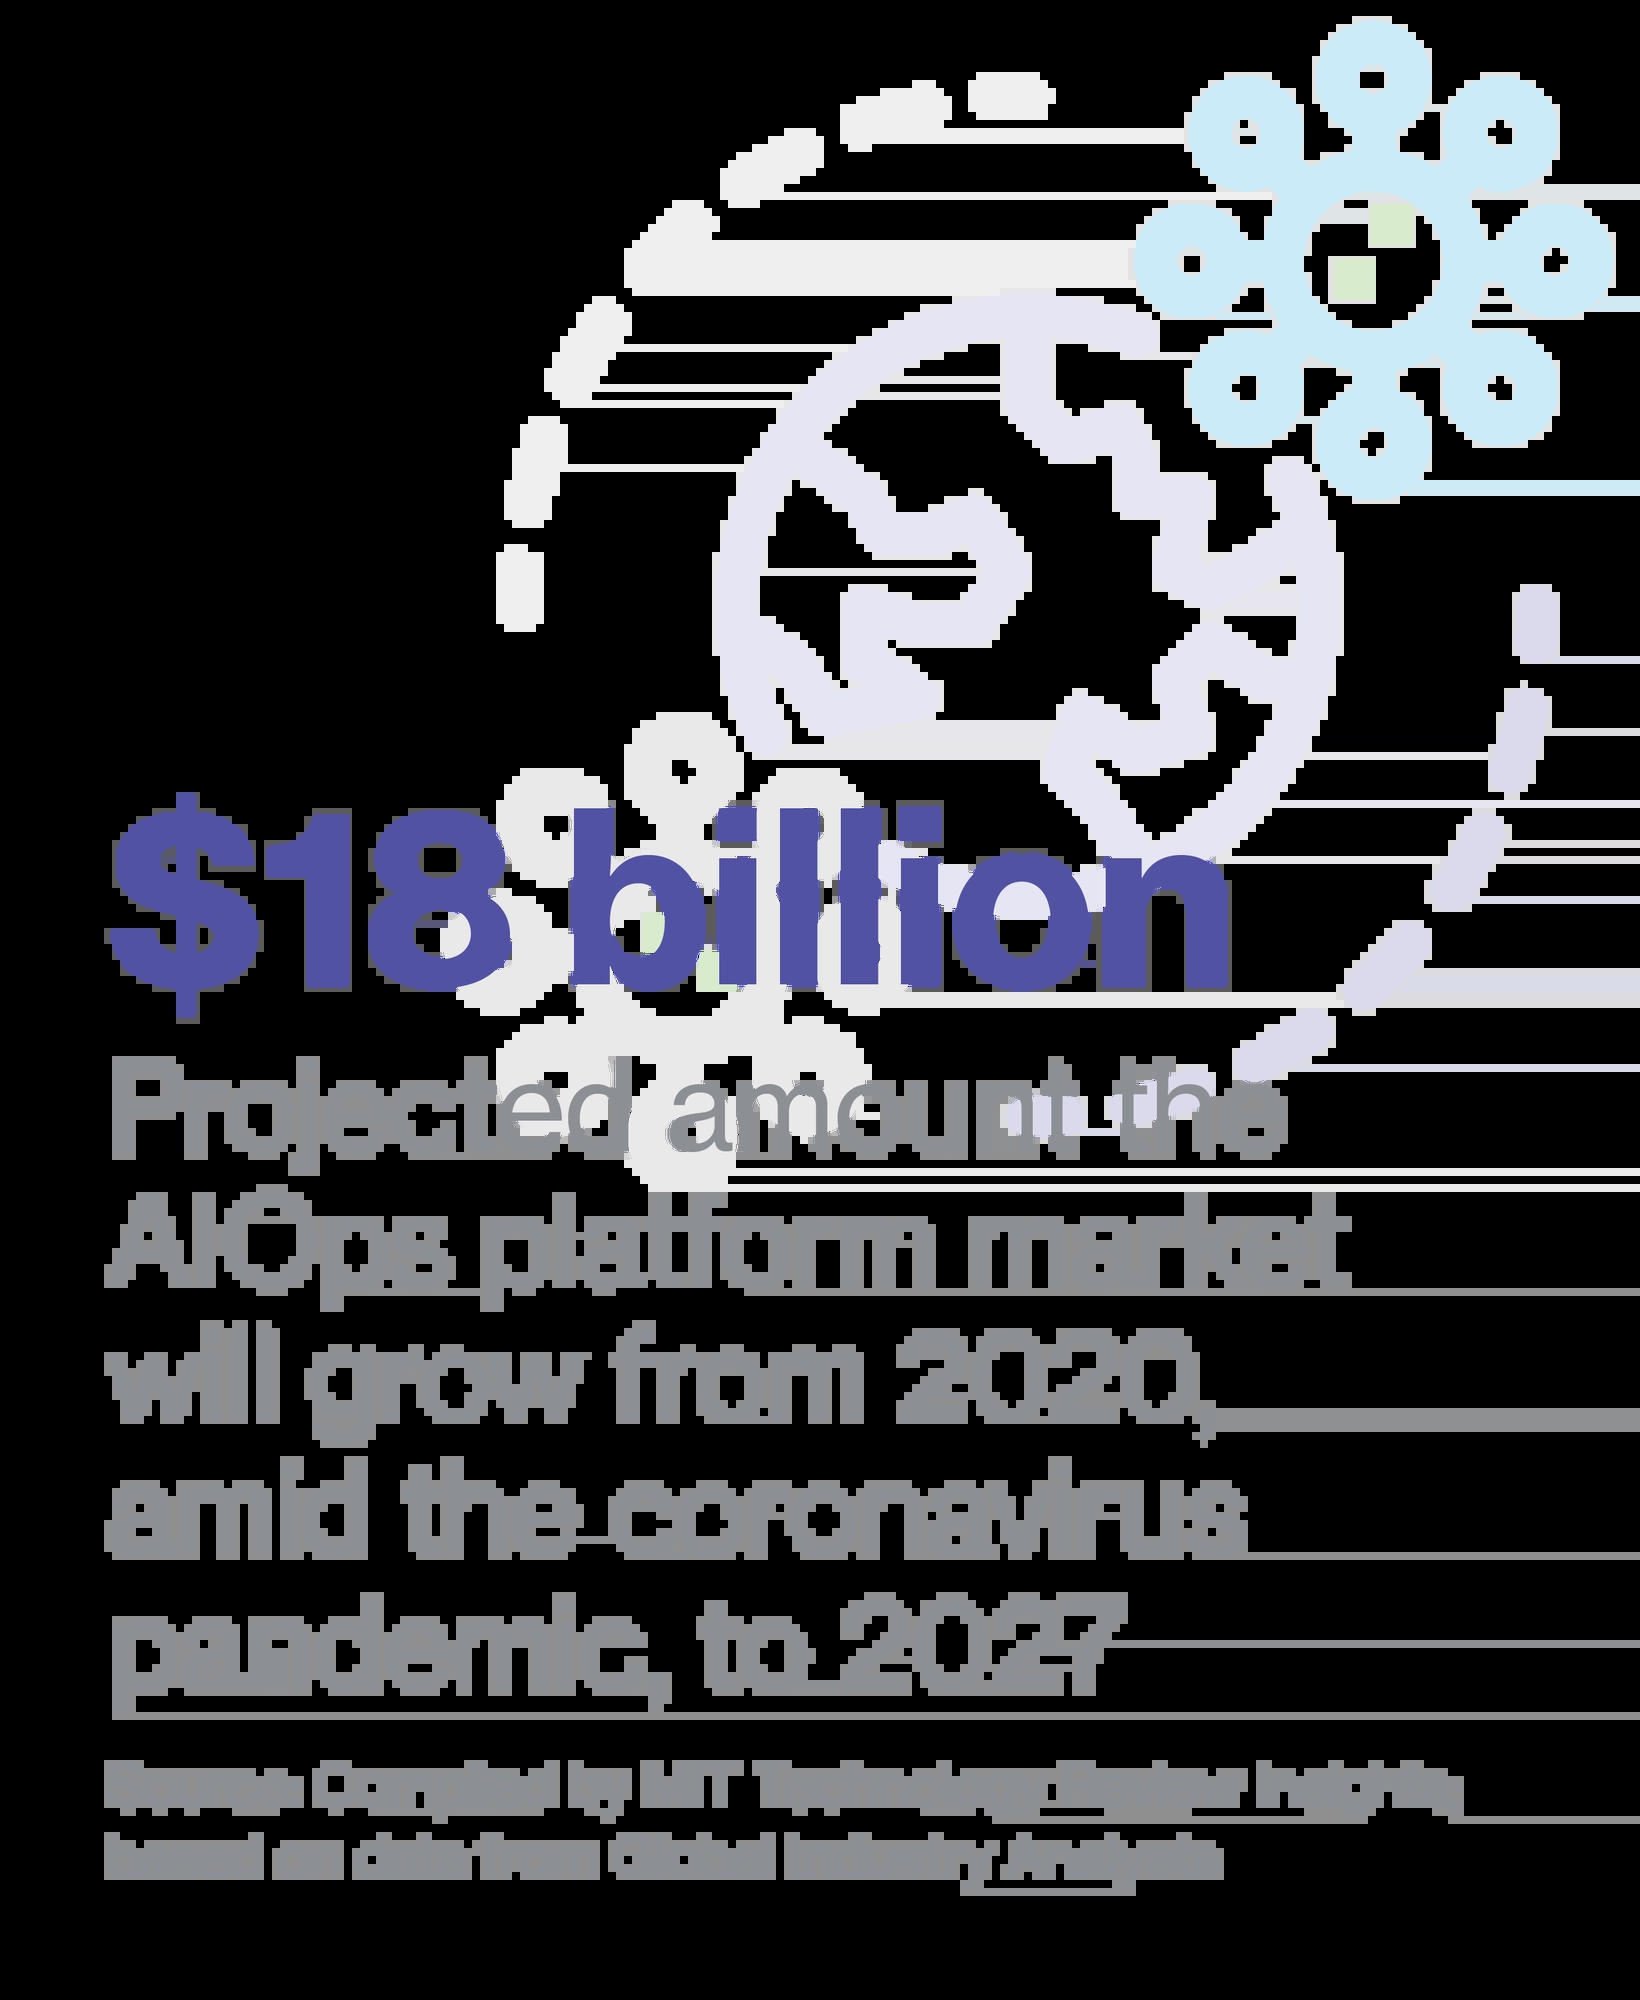 $18 billion
Projected amount the
AIOps platform market
will grow from 2020,
amid the coronavirus
pandemic, to 2027
Source: Compiled by MIT Technology Review Insights,
based on data from Global Industry Analysts